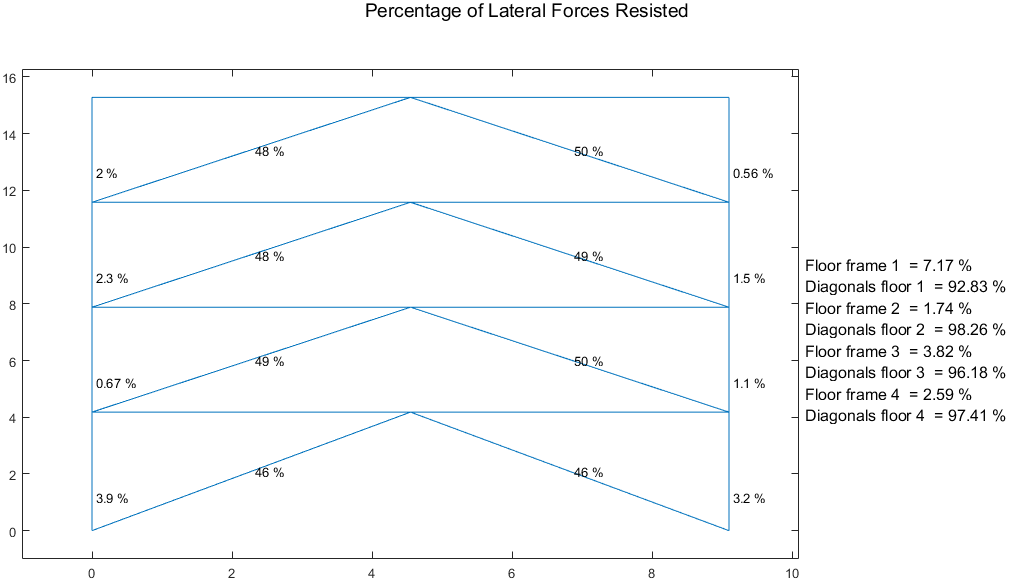 Percentage of Lateral Forces Resisted
16
14
12
10
8
6
4
2
0
0 2 4 6 8 10
2 % 48 % 50 % 0.56 %
2.3 % 48 % 49 % 1.5 %
0.67 % 49 % 50 % 1.1 %
3.9 % 46 % 46 % 3.2 %
Floor frame 1 = 7.17 %
Diagonals floor 1 = 92.83 %
Floor frame 2 = 1.74 %
Diagonals floor 2 = 98.26 %
Floor frame 3 = 3.82 %
Diagonals floor 3 = 96.18 %
Floor frame 4 = 2.59 %
Diagonals floor 4 = 97.41 %